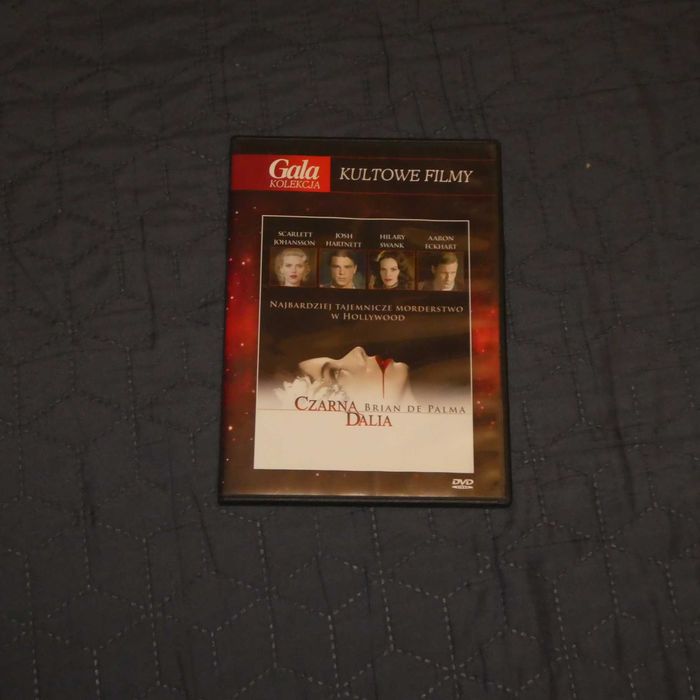 Gala
KOLEKCJA
KULTOWE FILMY
SCARLETT
JOHANSSON
JOSH
HARTNETT
HILARY
SWANK
AARON
ECKHART
NAJBARDZIEJ TAJEMNICZE MORDERSTWO
W HOLLYWOOD
CZARNA BRIAN DE PALMA
DALIA
DVD
VIDEO